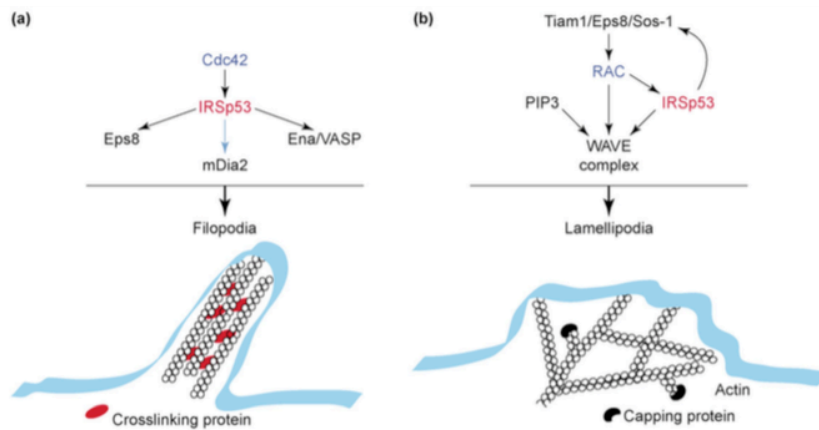 (a)
Cdc42
IRSp53
Eps8
Ena/VASP
mDia2
Filopodia
Crosslinking protein
(b)
Tiam1/Eps8/Sos-1
RAC
PIP3
IRSp53
WAVE
complex
Lamellipodia
Actin
Capping protein